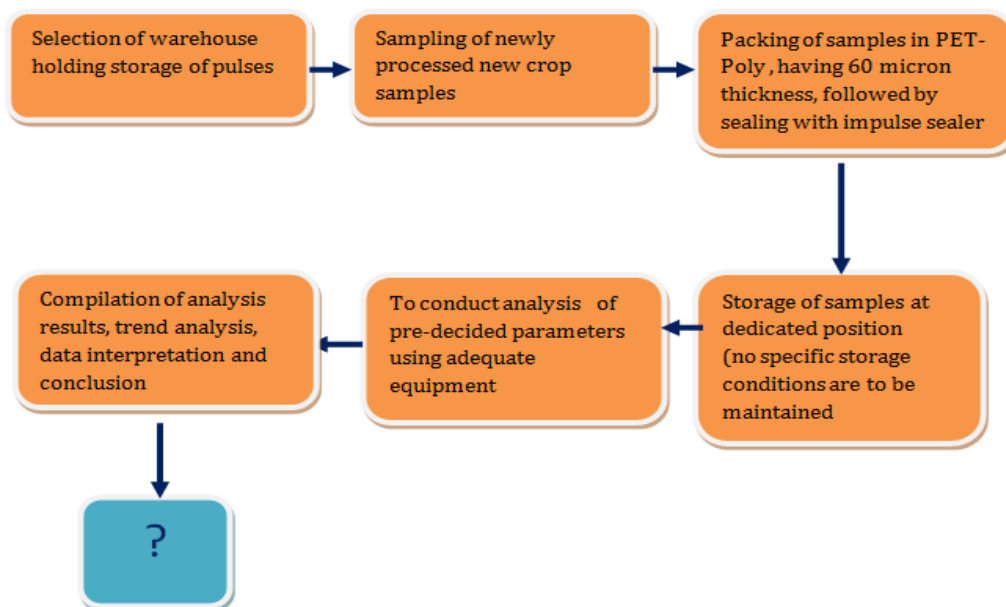 Selection of warehouse
holding storage of pulses
Sampling of newly
processed new crop
samples
Packing of samples in PET-
Poly , having 60 micron
thickness, followed by
sealing with impulse sealer
Storage of samples at
dedicated position
(no specific storage
conditions are to be
maintained
To conduct analysis of
pre-decided parameters
using adequate
equipment
Compilation of analysis
results, trend analysis,
data interpretation and
conclusion
?